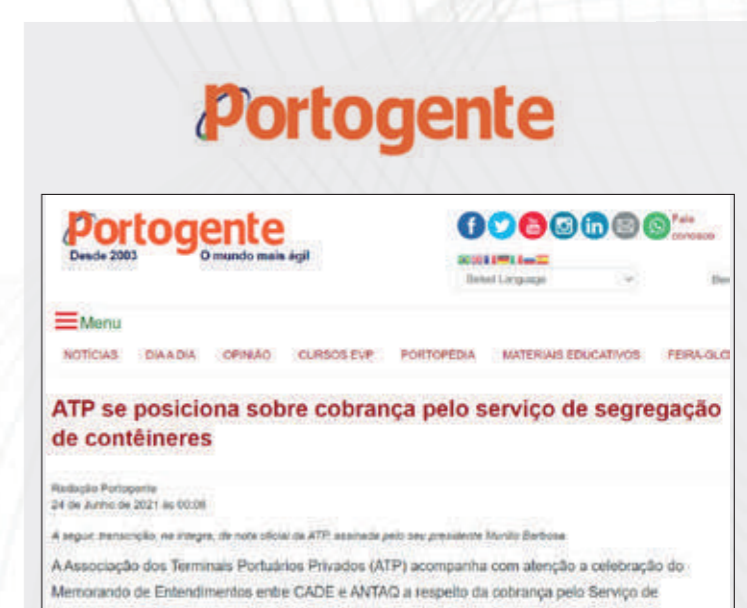 Portogente
Portogente
Desde 2003 O mundo mais ágil
Fale conosco
Select Language
Menu
NOTÍCIAS DIA A DIA OPINIÃO CURSOS EVP PORTOPÉDIA MATERIAIS EDUCATIVOS
ATP se posiciona sobre cobrança pelo serviço de segregação
de contêineres
Redação Portogente
24 de Junho de 2021 às 00:08
A seguir, transcrição, na íntegra, de nota oficial da ATP, assinada pelo seu presidente Murillo Barbosa
A Associação dos Terminais Portuários Privados (ATP) acompanha com atenção a celebração do
Memorando de Entendimentos entre CADE e ANTAQ a respeito da cobrança pelo Serviço de